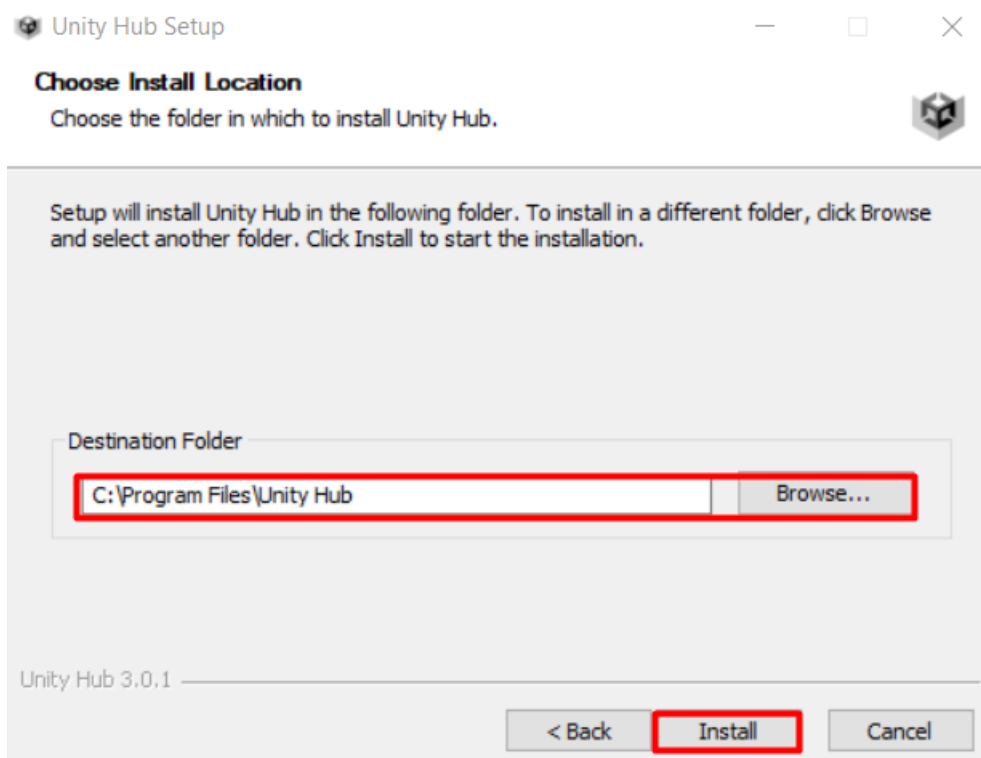 Unity Hub Setup
Choose Install Location
Choose the folder in which to install Unity Hub.
Setup will install Unity Hub in the following folder. To install in a different folder, click Browse
and select another folder. Click Install to start the installation.
Destination Folder
C:\Program Files\Unity Hub
Browse...
Unity Hub 3.0.1
< Back
Install
Cancel